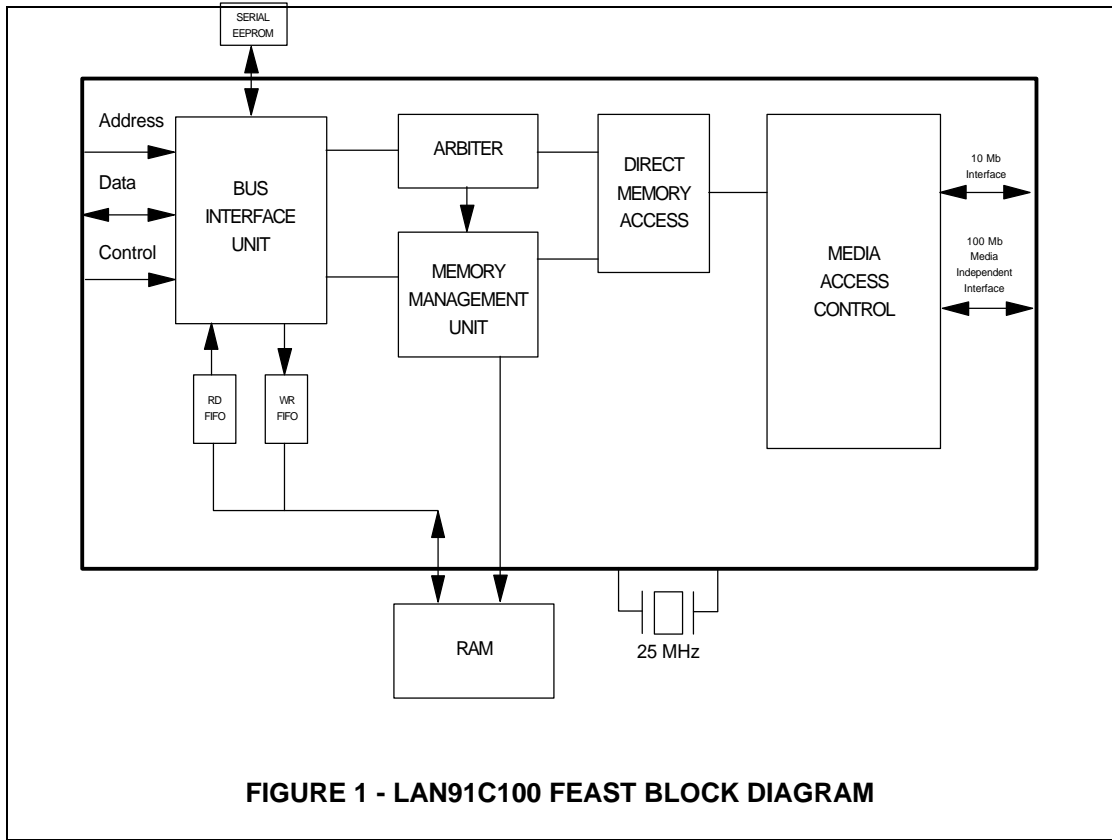 SERIAL
EEPROM
Address
Data
Control
BUS
INTERFACE
UNIT
ARBITER
MEMORY
MANAGEMENT
UNIT
DIRECT
MEMORY
ACCESS
MEDIA
ACCESS
CONTROL
10 Mb
Interface
100 Mb
Media
Independent
Interface
RD
FIFO
WR
FIFO
RAM
25 MHz
FIGURE 1 - LAN91C100 FEAST BLOCK DIAGRAM